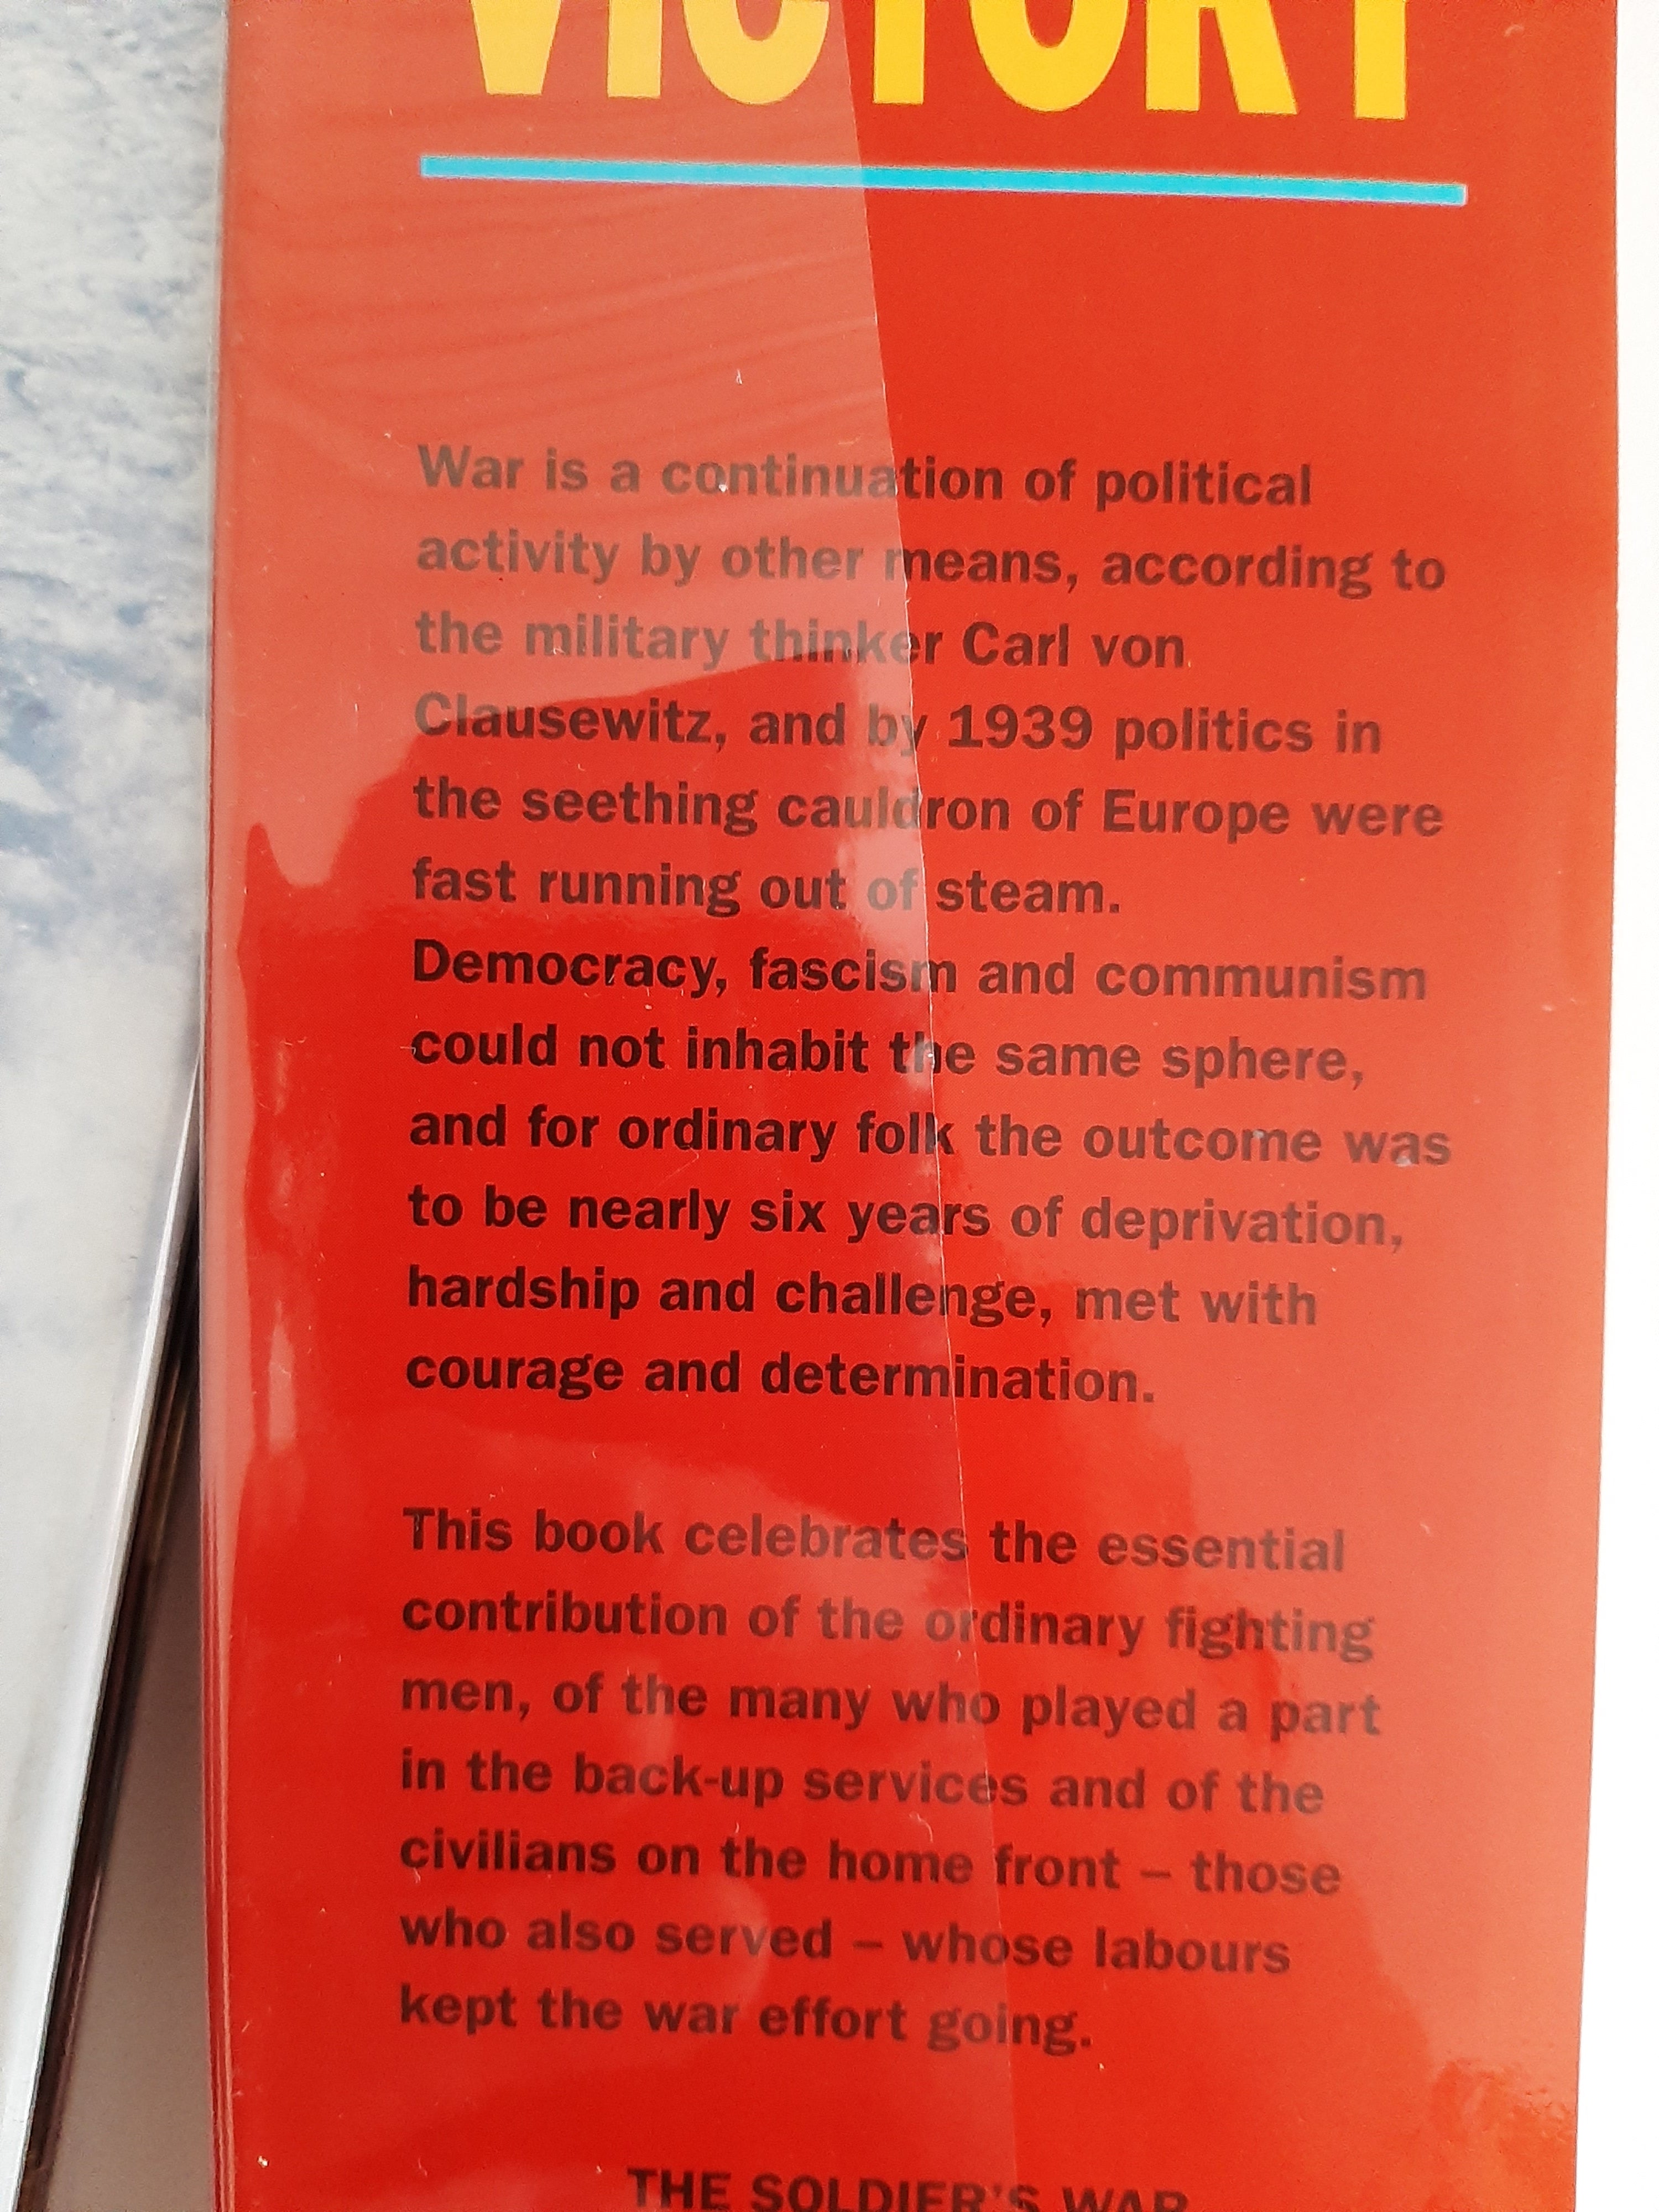 VICTORY
War is a continuation of political
activity by other means, according to
the military thinker Carl von
Clausewitz, and by 1939 politics in
the seething cauldron of Europe were
fast running out of steam.
Democracy, fascism and communism
could not inhabit the same sphere,
and for ordinary folk the outcome was
to be nearly six years of deprivation,
hardship and challenge, met with
courage and determination.
This book celebrates the essential
contribution of the ordinary fighting
men, of the many who played a part
in the back-up services and of the
civilians on the home front – those
who also served – whose labours
kept the war effort going.
THE SOLDIER'S WAR